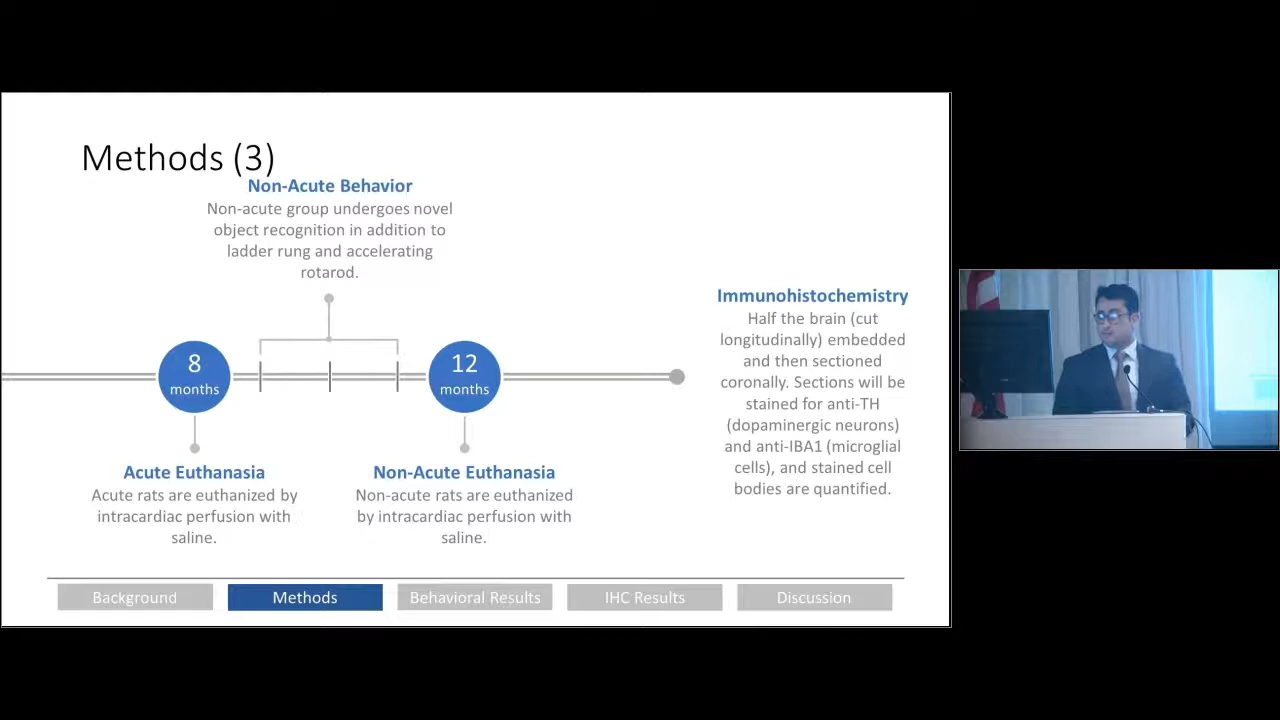 Methods (3)
Non-Acute Behavior
Non-acute group undergoes novel
object recognition in addition to
ladder rung and accelerating
rotarod.
8
months
12
months
Acute Euthanasia
Acute rats are euthanized by
intracardiac perfusion with
saline.
Non-Acute Euthanasia
Non-acute rats are euthanized
by intracardiac perfusion with
saline.
Immunohistochemistry
Half the brain (cut
longitudinally) embedded
and then sectioned
coronally. Sections will be
stained for anti-TH
(dopaminergic neurons)
and anti-IBA1 (microglial
cells), and stained cell
bodies are quantified.
Background
Methods
Behavioral Results
IHC Results
Discussion